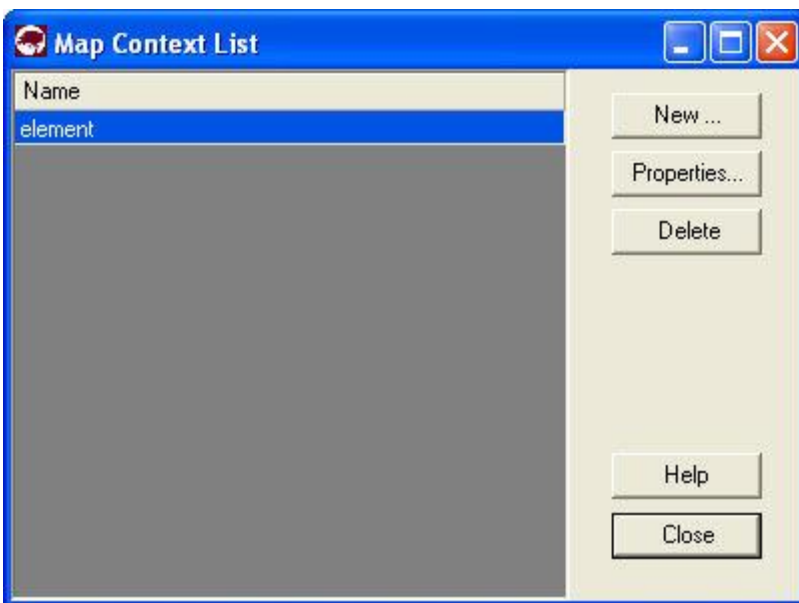 Map Context List
Name
element
New ...
Properties...
Delete
Help
Close